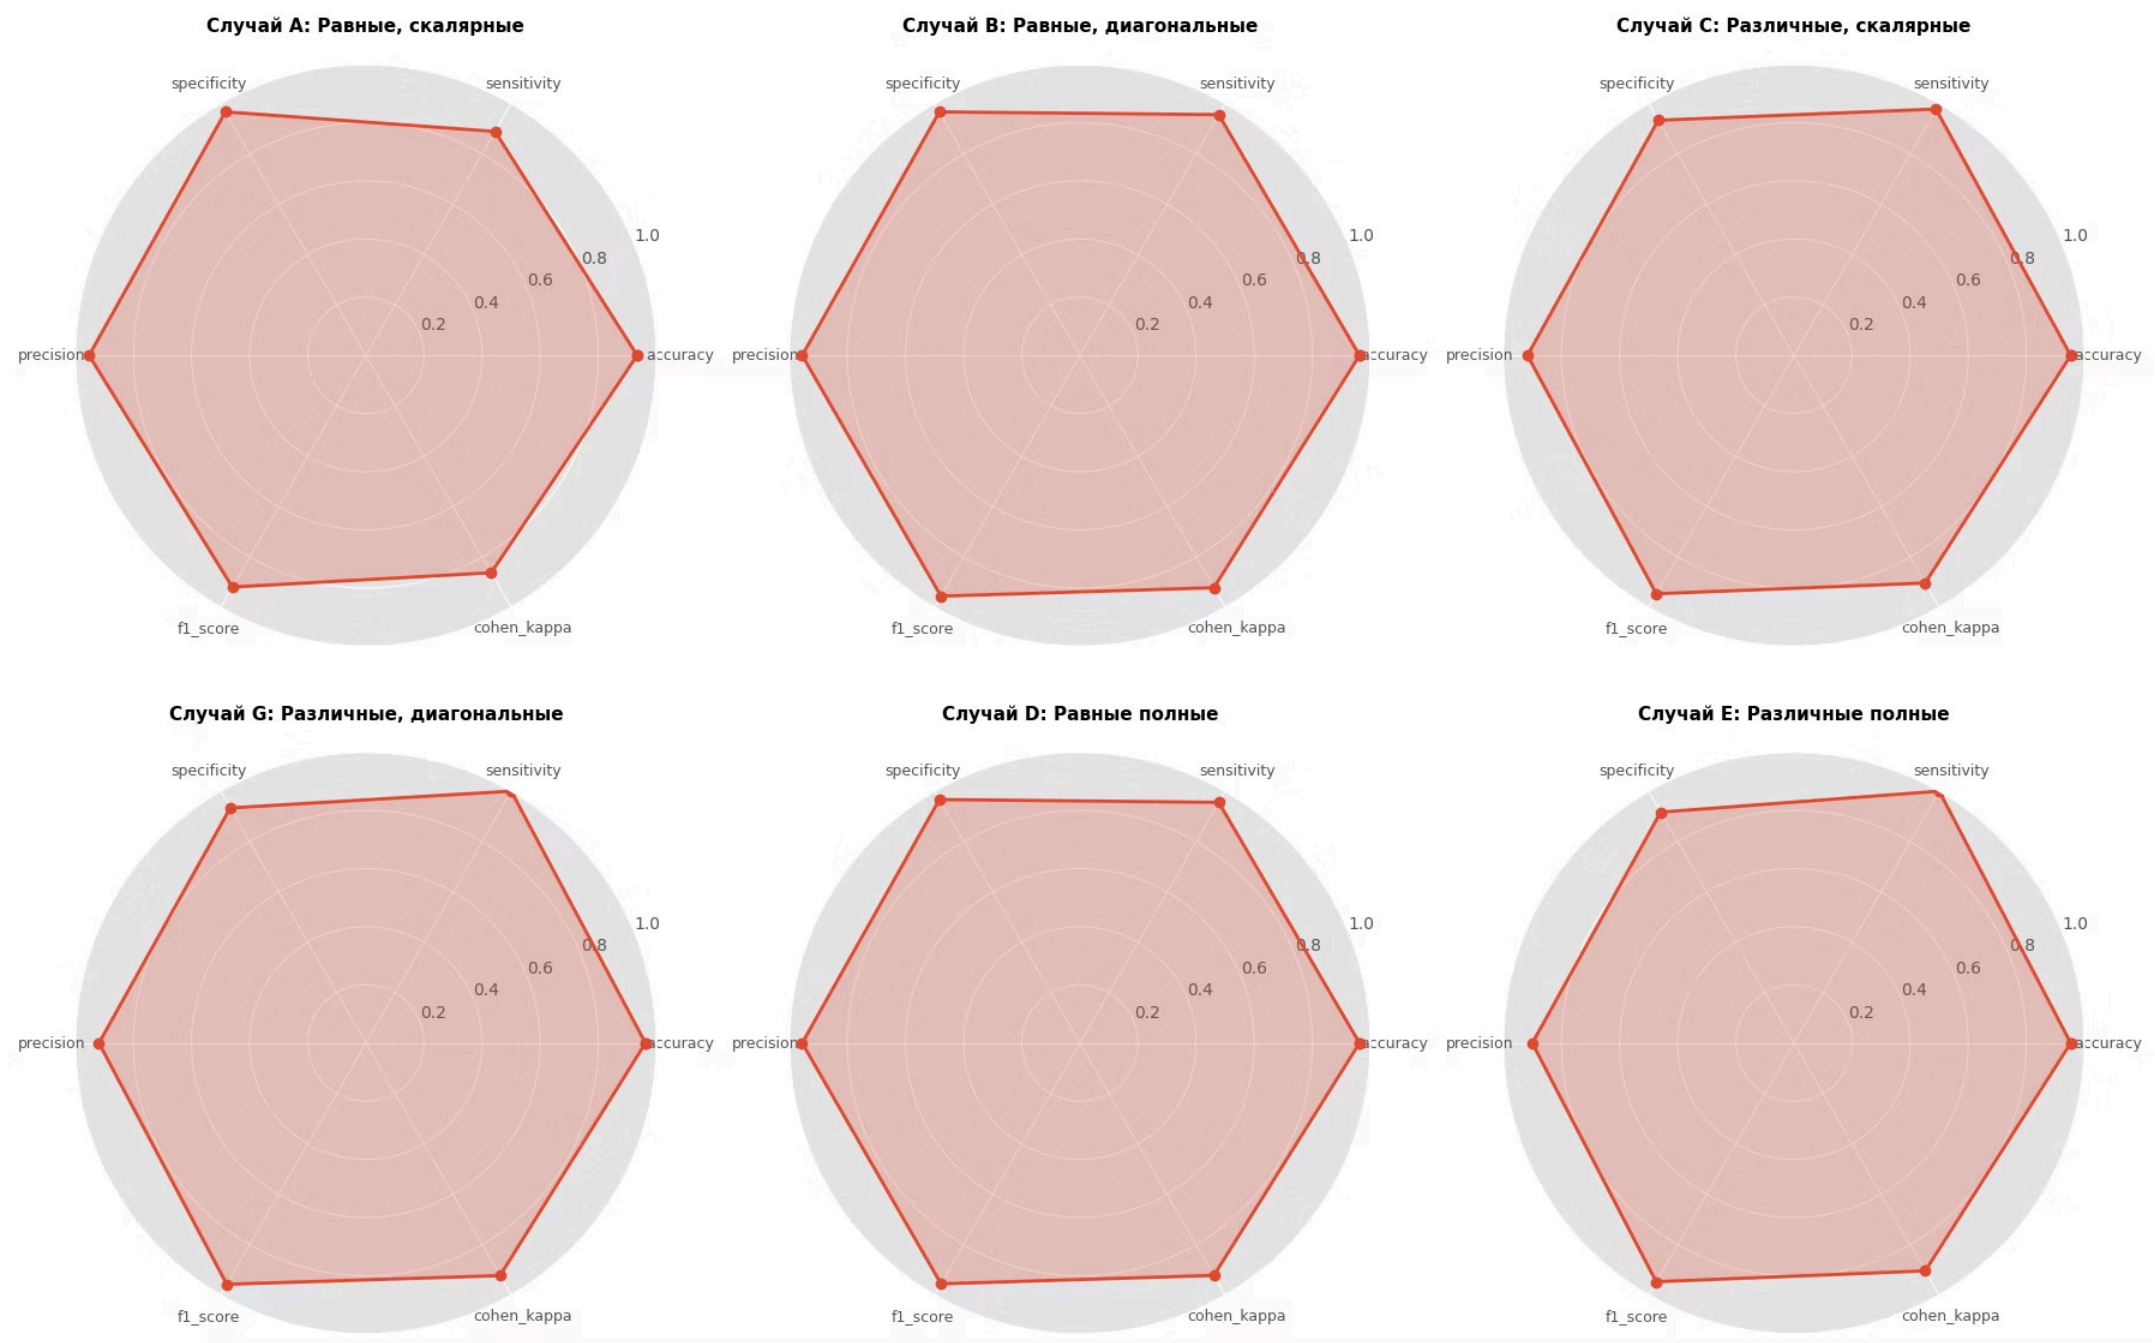 Случай A: Равные, скалярные
specificity
sensitivity
1.0
0.8
0.6
0.4
0.2
precision
accuracy
f1_score
cohen_kappa
Случай B: Равные, диагональные
specificity
sensitivity
1.0
0.8
0.6
0.4
0.2
precision
accuracy
f1_score
cohen_kappa
Случай C: Различные, скалярные
specificity
sensitivity
1.0
0.8
0.6
0.4
0.2
precision
accuracy
f1_score
cohen_kappa
Случай G: Различные, диагональные
specificity
sensitivity
1.0
0.8
0.6
0.4
0.2
precision
accuracy
f1_score
cohen_kappa
Случай D: Равные полные
specificity
sensitivity
1.0
0.8
0.6
0.4
0.2
precision
accuracy
f1_score
cohen_kappa
Случай E: Различные полные
specificity
sensitivity
1.0
0.8
0.6
0.4
0.2
precision
accuracy
f1_score
cohen_kappa